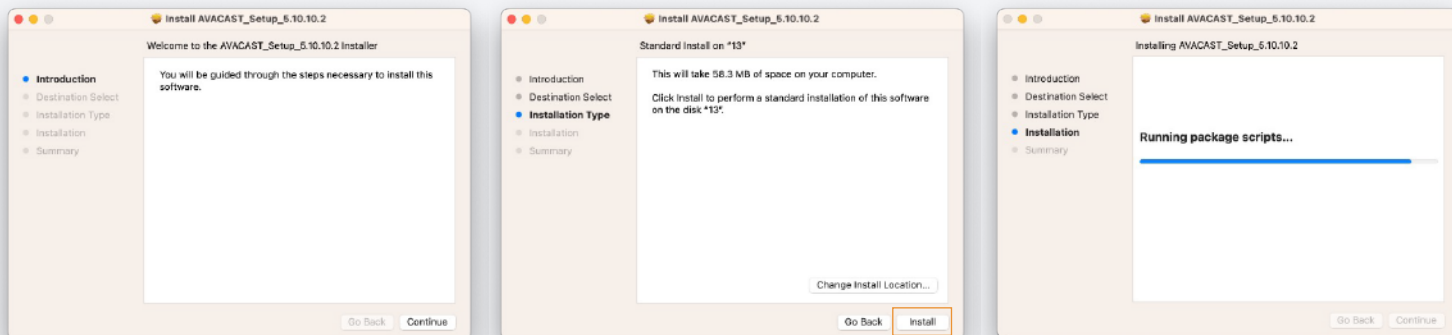 Install AVACAST_Setup_5.10.10.2
Welcome to the AVACAST_Setup_5.10.10.2 Installer
Introduction
Destination Select
Installation Type
Installation
Summary
You will be guided through the steps necessary to install this
software.
Go Back
Continue
Install AVACAST_Setup_5.10.10.2
Standard Install on "13"
Introduction
Destination Select
Installation Type
Installation
Summary
This will take 58.3 MB of space on your computer.
Click Install to perform a standard installation of this software
on the disk "13".
Change Install Location...
Go Back
Install
Install AVACAST_Setup_5.10.10.2
Installing AVACAST_Setup_5.10.10.2
Introduction
Destination Select
Installation Type
Installation
Summary
Running package scripts...
Go Back
Continue